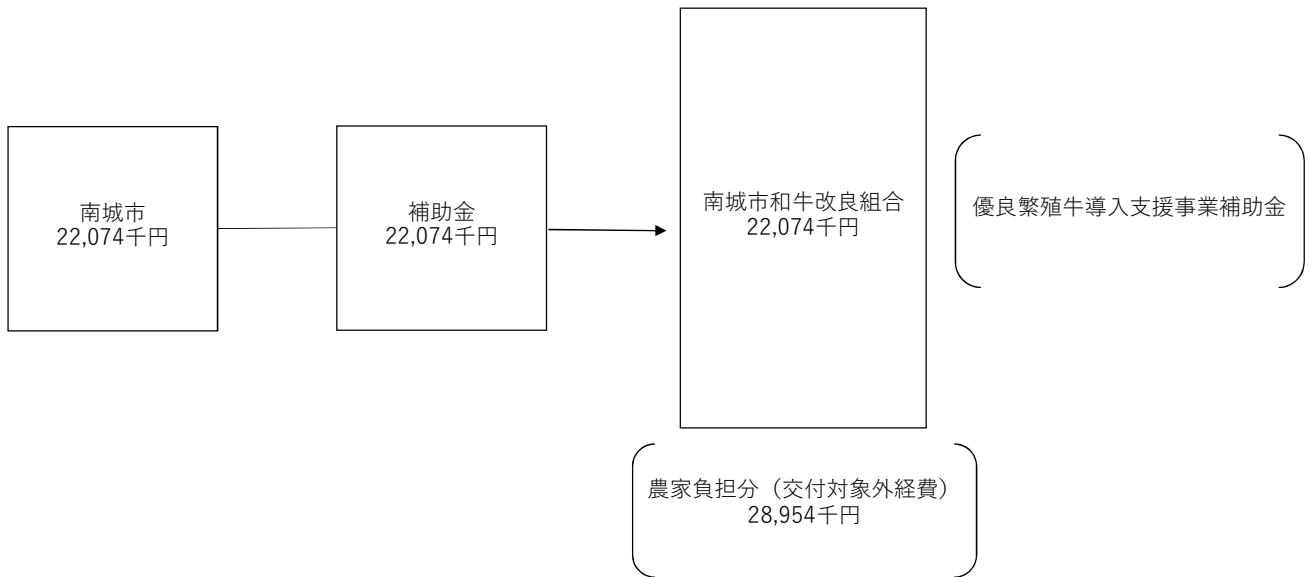 南城市
22,074千円
補助金
22,074千円
南城市和牛改良組合
22,074千円
優良繁殖牛導入支援事業補助金
農家負担分（交付対象外経費）
28,954千円